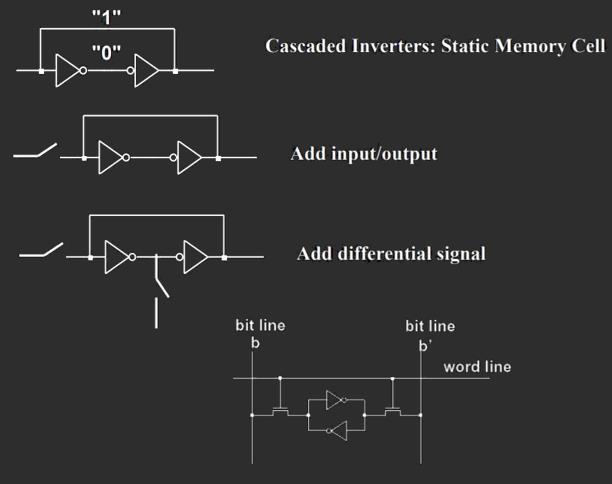 "1"
"0"
Cascaded Inverters: Static Memory Cell
Add input/output
Add differential signal
bit line
b
bit line
b'
word line